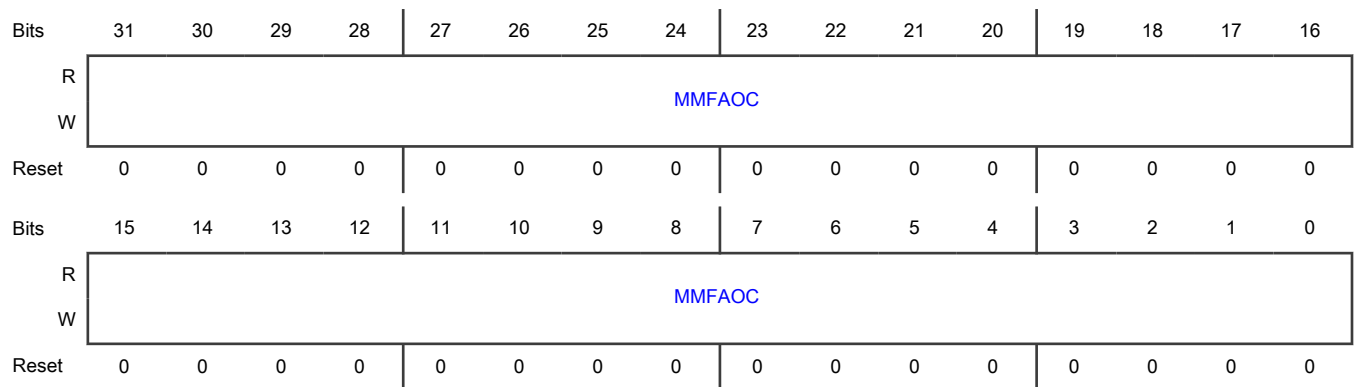 Bits 31 30 29 28 27 26 25 24 23 22 21 20 19 18 17 16
R
MMFAOC
W
Reset 0 0 0 0 0 0 0 0 0 0 0 0 0 0 0 0
Bits 15 14 13 12 11 10 9 8 7 6 5 4 3 2 1 0
R
MMFAOC
W
Reset 0 0 0 0 0 0 0 0 0 0 0 0 0 0 0 0